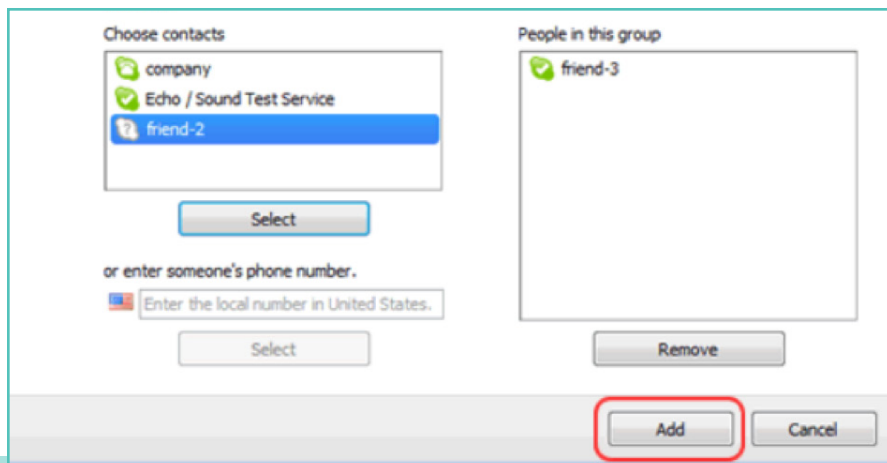 Choose contacts
company
Echo / Sound Test Service
friend-2
Select
or enter someone's phone number.
Enter the local number in United States.
Select
People in this group
friend-3
Remove
Add
Cancel